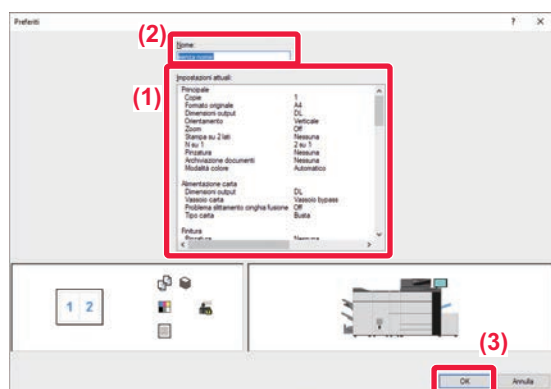 Preferiti ? X
(2)
Nome:
(1)
Impostazioni attuali:
Principale
Copie 1
Formato originale A4
Dimensioni output DL
Orientamento Verticale
Zoom Off
Stampa su 2 lati Nessuna
N su 1 2 su 1
Pinzatura Nessuna
Archiviazione documenti Nessuna
Modalità colore Automatico
Alimentazione carta
Dimensioni output DL
Vassoio carta Vassoio bypass
Problema slittamento cinghia fusione Off
Tipo carta Busta
Finitura
Pinzatura Nessuna
1 2
(3)
OK Annulla